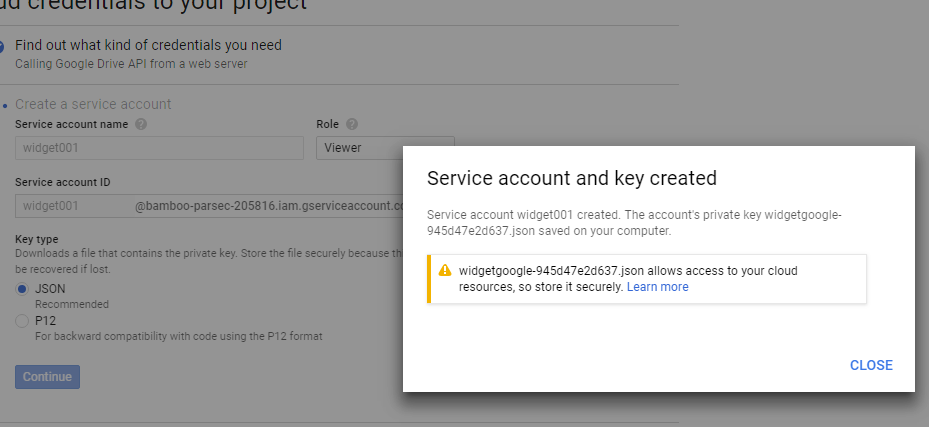 credentials to your project
Find out what kind of credentials you need
Calling Google Drive API from a web server
Create a service account
Service account name ? Role ?
widget001 Viewer
Service account ID
widget001 @bamboo-parsec-205816.iam.gserviceaccount.co
Key type
Downloads a file that contains the private key. Store the file securely because
be recovered if lost.
JSON
Recommended
P12
For backward compatibility with code using the P12 format
Continue
Service account and key created
Service account widget001 created. The account's private key widgetgoogle-
945d47e2d637.json saved on your computer.
widgetgoogle-945d47e2d637.json allows access to your cloud
resources, so store it securely. Learn more
CLOSE